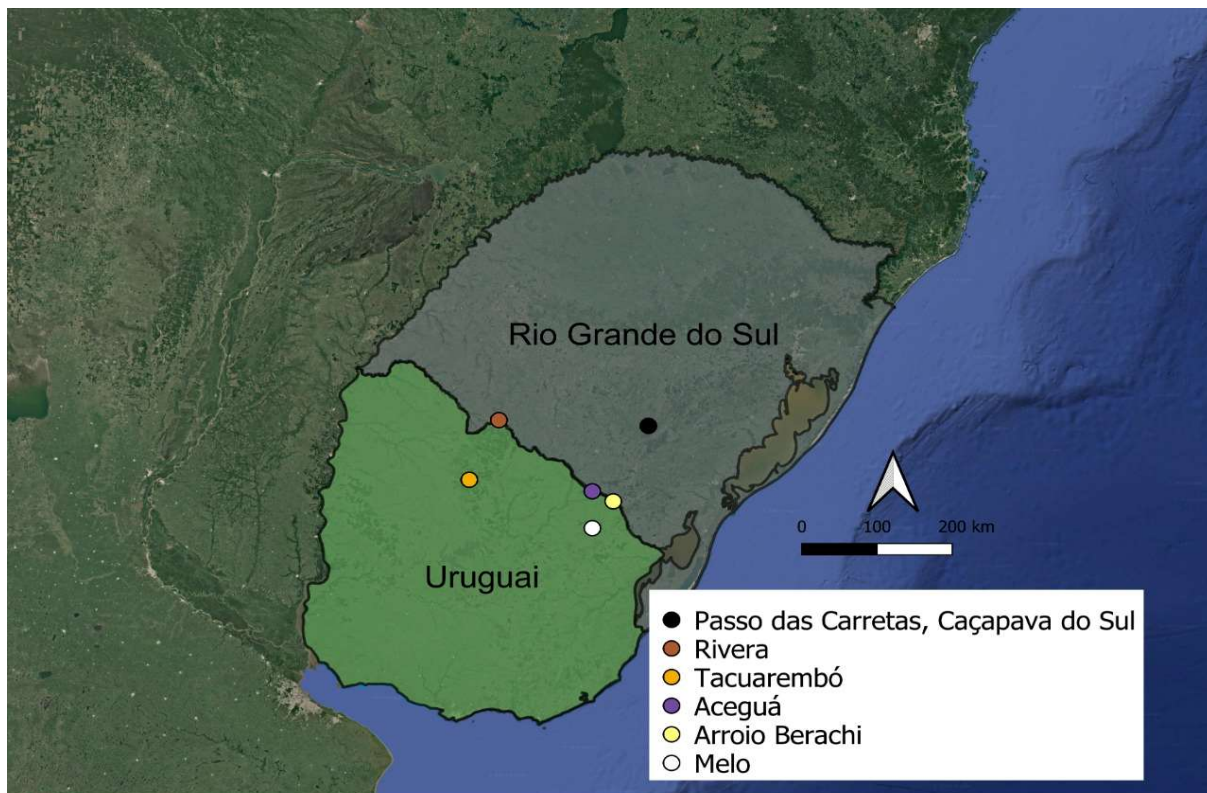 Rio Grande do Sul
Uruguai
0 -100 200 km
Passo das Carretas, Caçapava do Sul
Rivera
Tacuarembó
Aceguá
Arroio Berachi
Melo